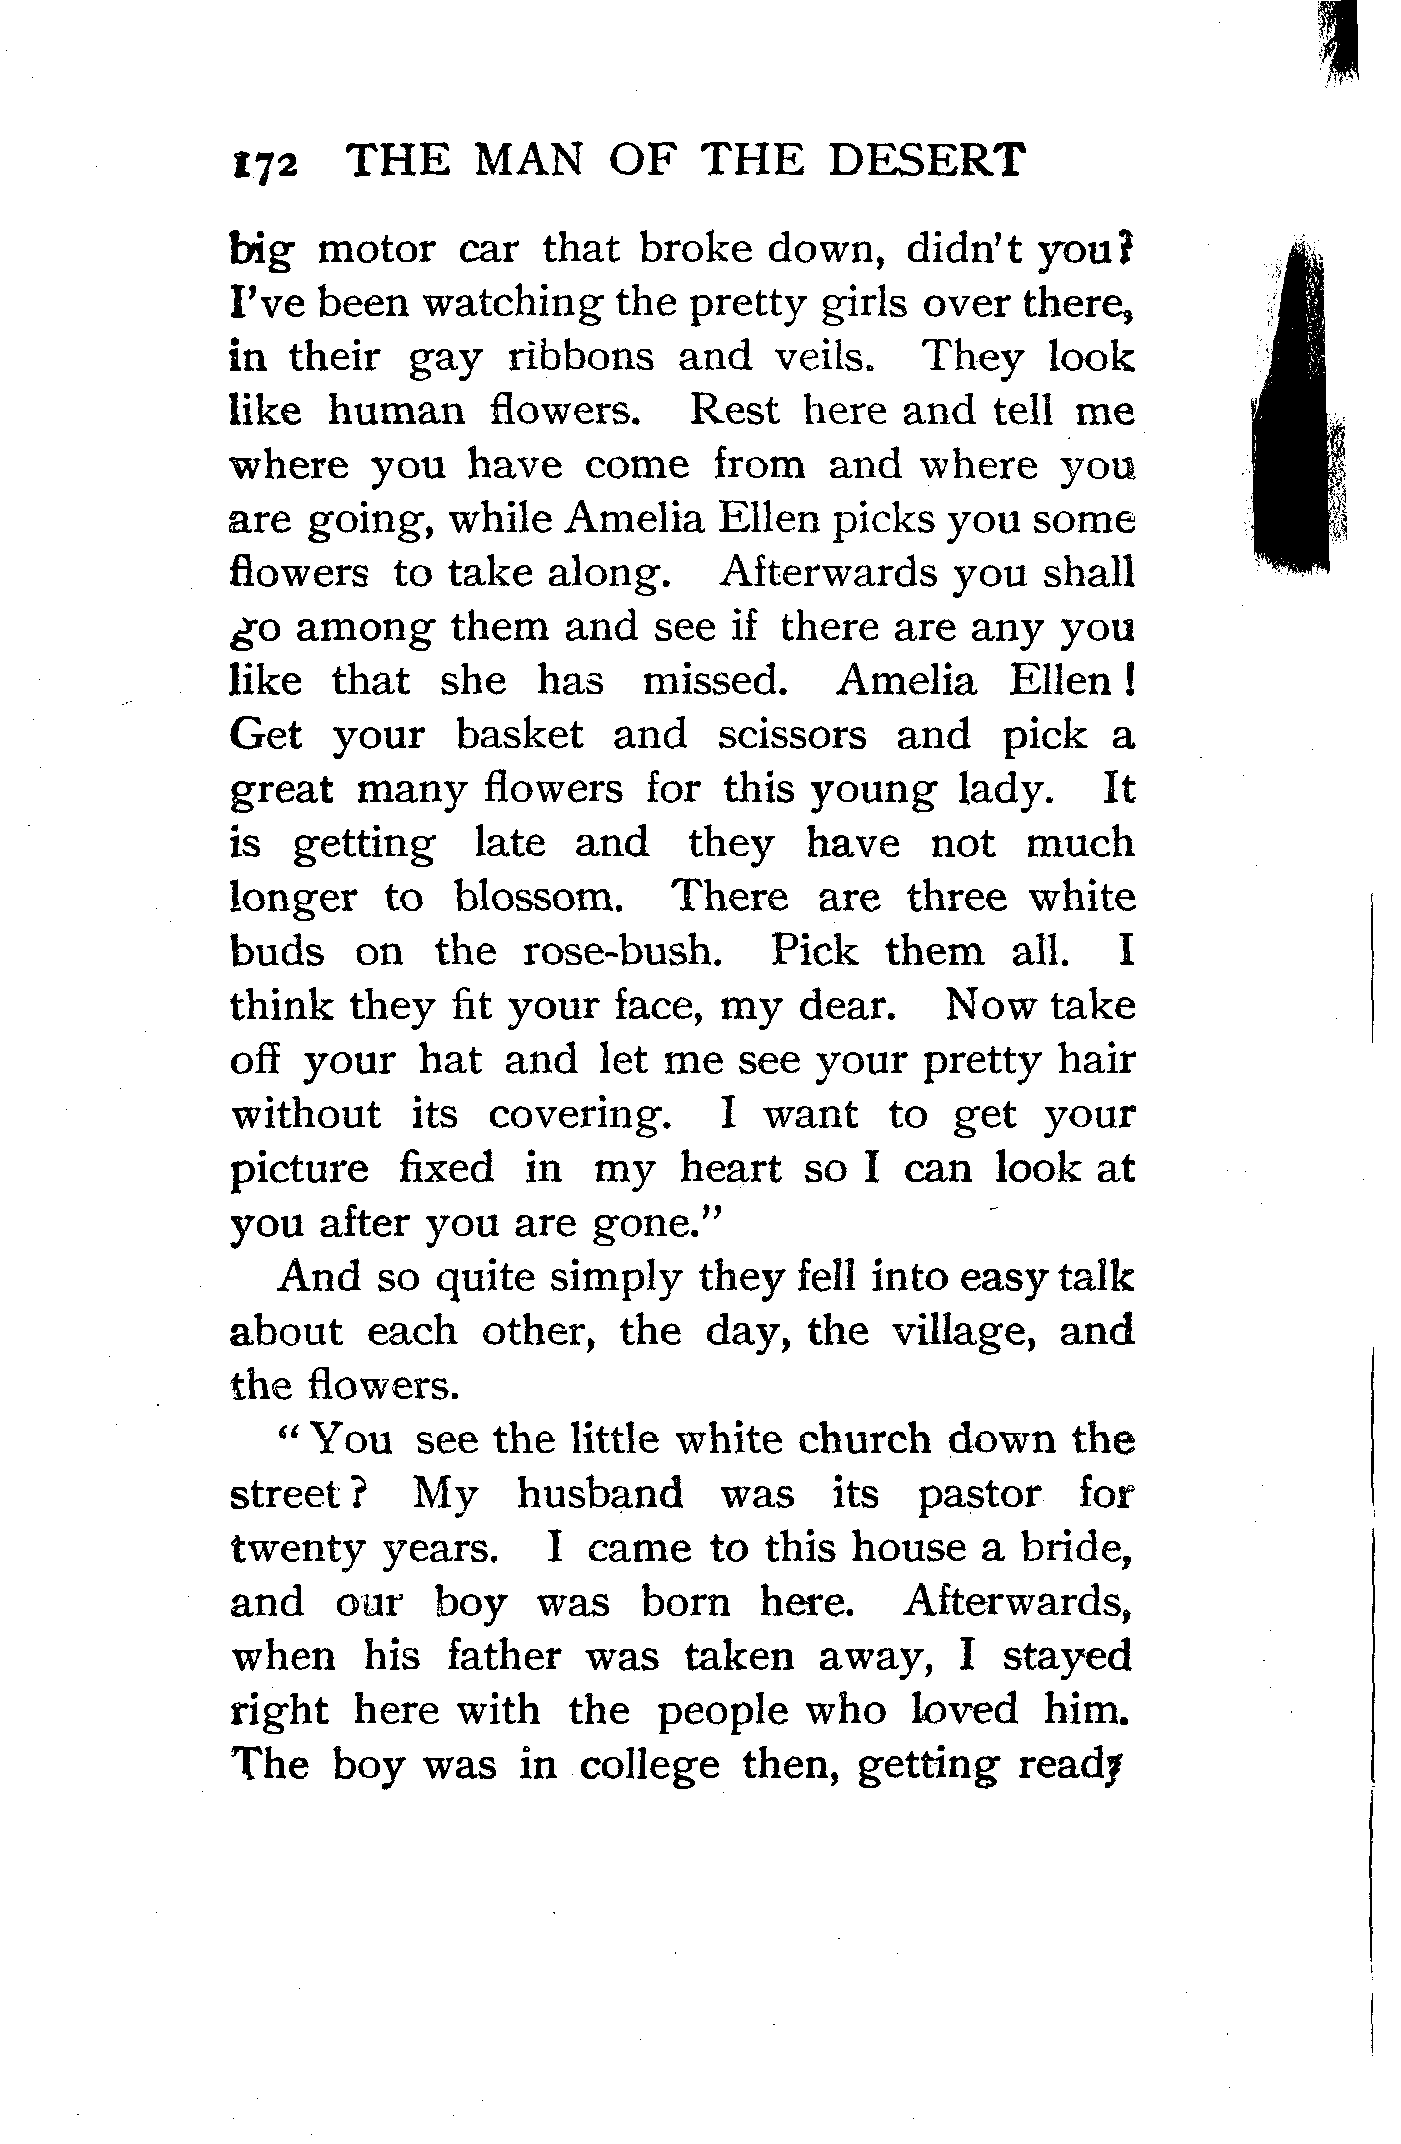 172 THE MAN OF THE DESERT
big motor car that broke down, didn't you?
I've been watching the pretty girls over there,
in their gay ribbons and veils. They look
like human flowers. Rest here and tell me
where you have come from and where you
are going, while Amelia Ellen picks you some
flowers to take along. Afterwards you shall
go among them and see if there are any you
like that she has missed. Amelia Ellen!
Get your basket and scissors and pick a
great many flowers for this young lady. It
is getting late and they have not much
longer to blossom. There are three white
buds on the rose-bush. Pick them all. I
think they fit your face, my dear. Now take
off your hat and let me see your pretty hair
without its covering. I want to get your
picture fixed in my heart so I can look at
you after you are gone."
And so quite simply they fell into easy talk
about each other, the day, the village, and
the flowers.
"You see the little white church down the
street? My husband was its pastor for
twenty years. I came to this house a bride,
and our boy was born here. Afterwards,
when his father was taken away, I stayed
right here with the people who loved him.
The boy was in college then, getting ready